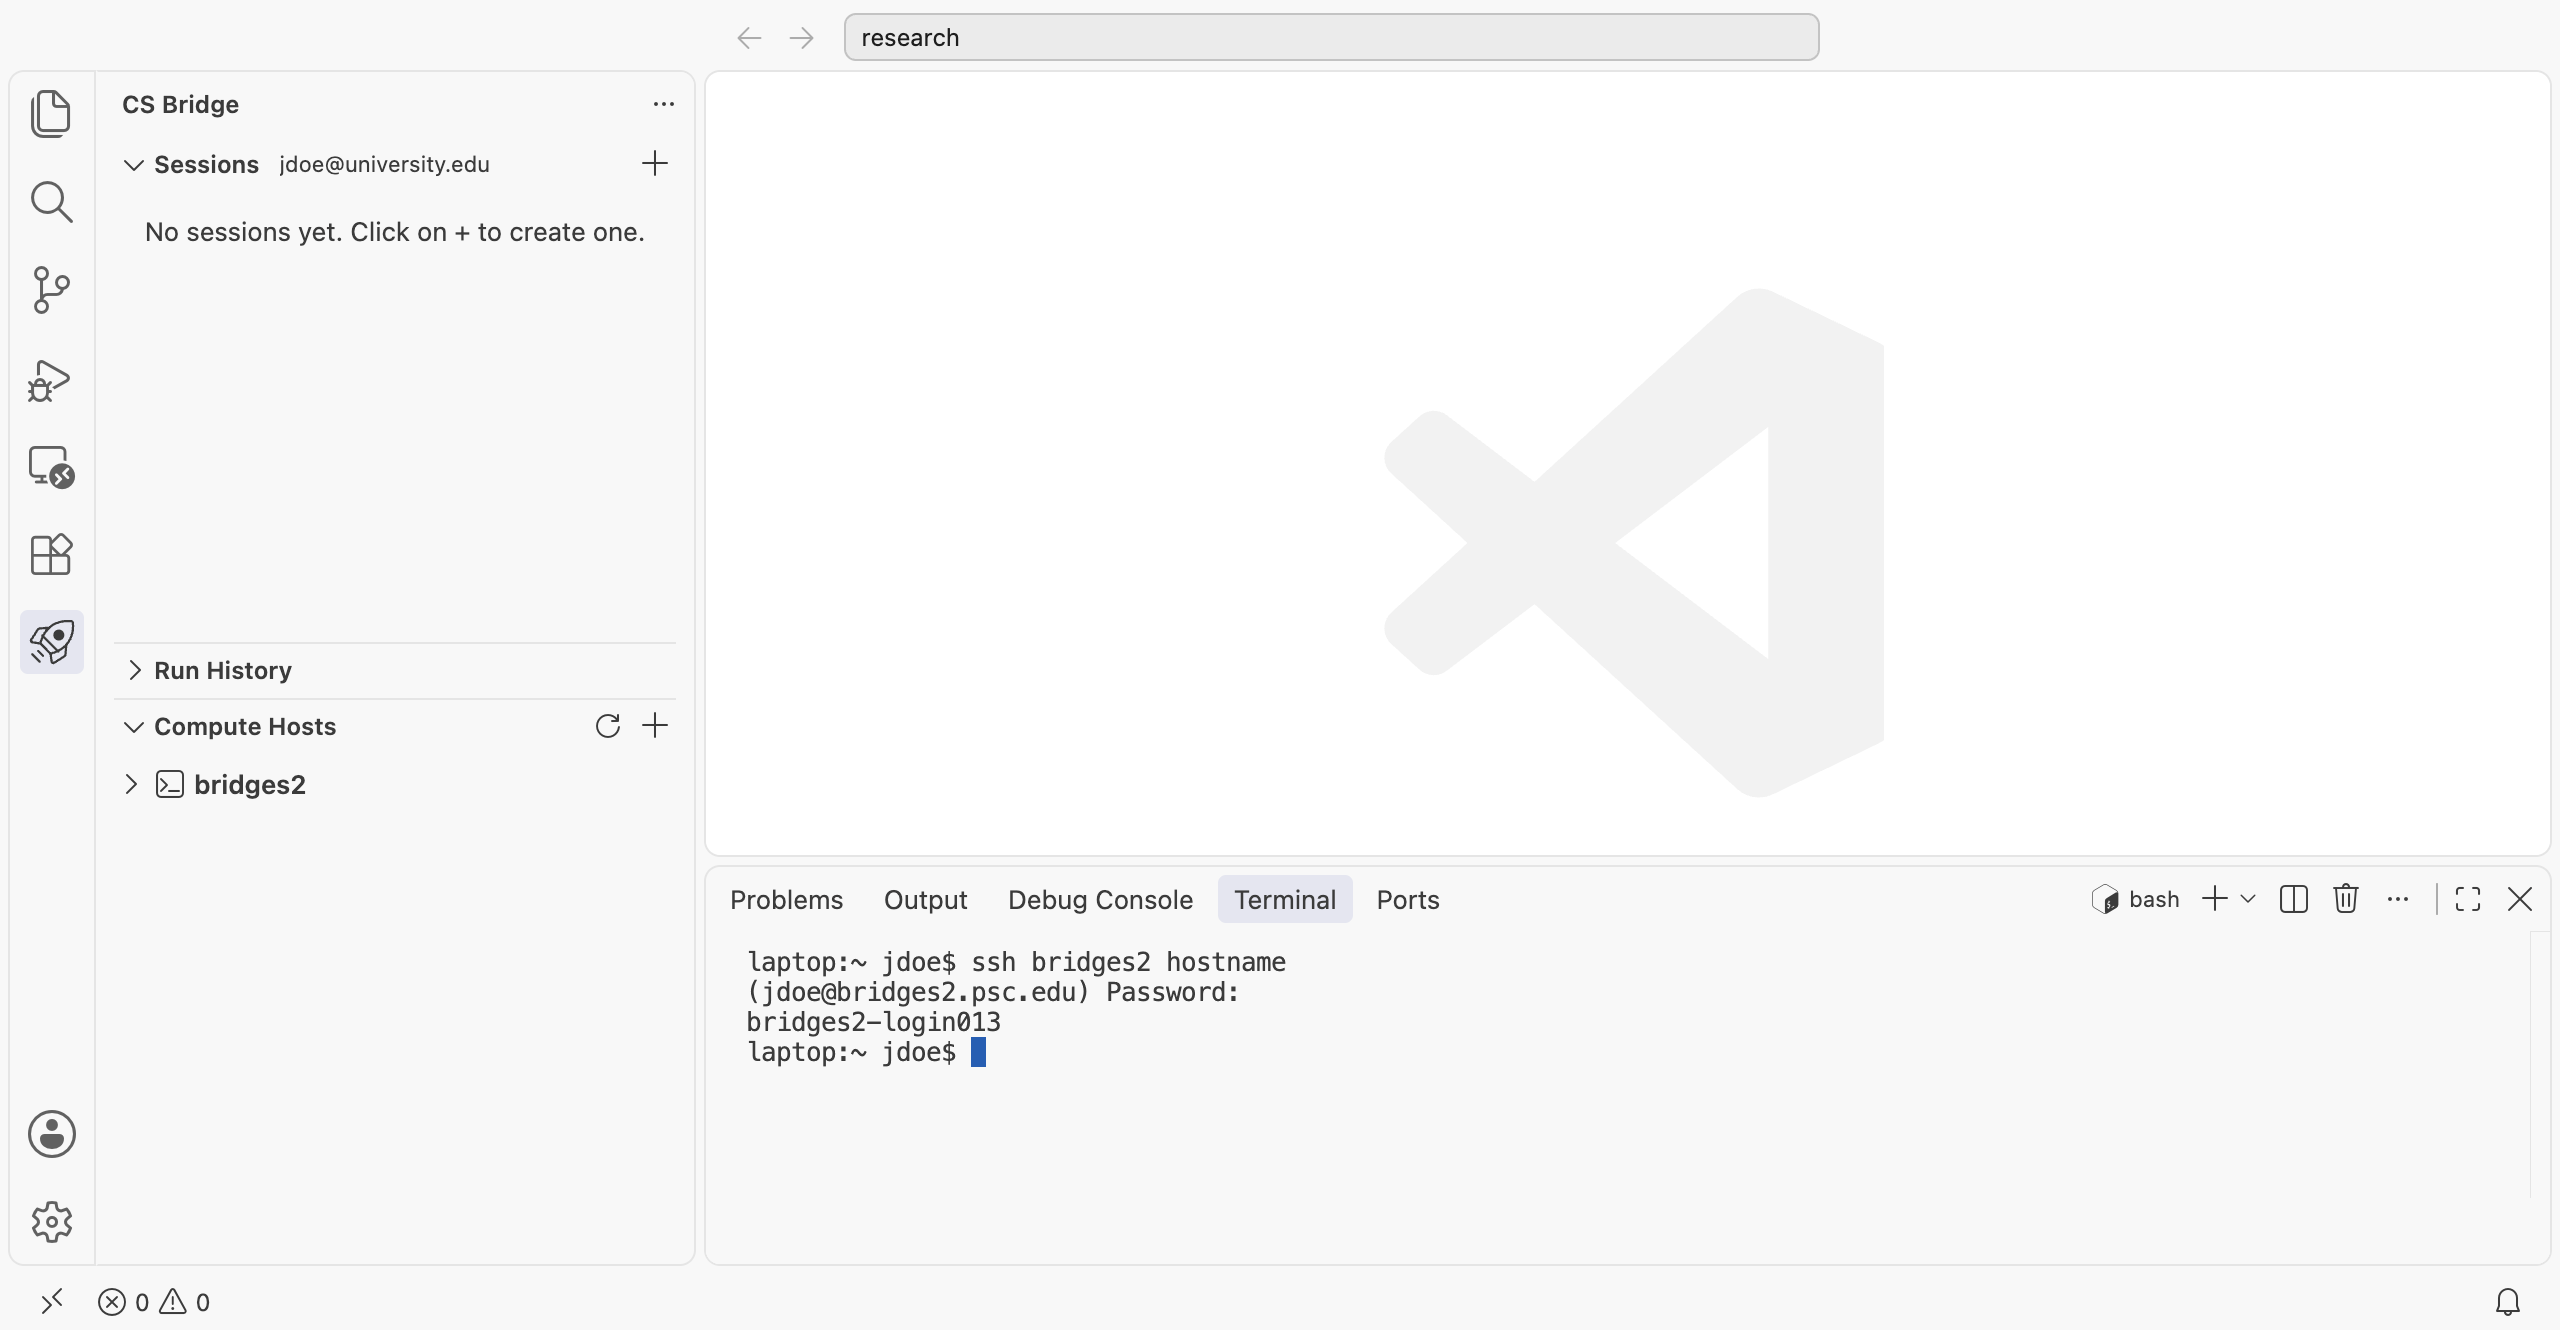 research
CS Bridge
Sessions jdoe@university.edu
No sessions yet. Click on + to create one.
Run History
Compute Hosts
bridges2
Problems Output Debug Console Terminal Ports
bash
laptop:~ jdoe$ ssh bridges2 hostname
(jdoe@bridges2.psc.edu) Password:
bridges2-login013
laptop:~ jdoe$
0 0